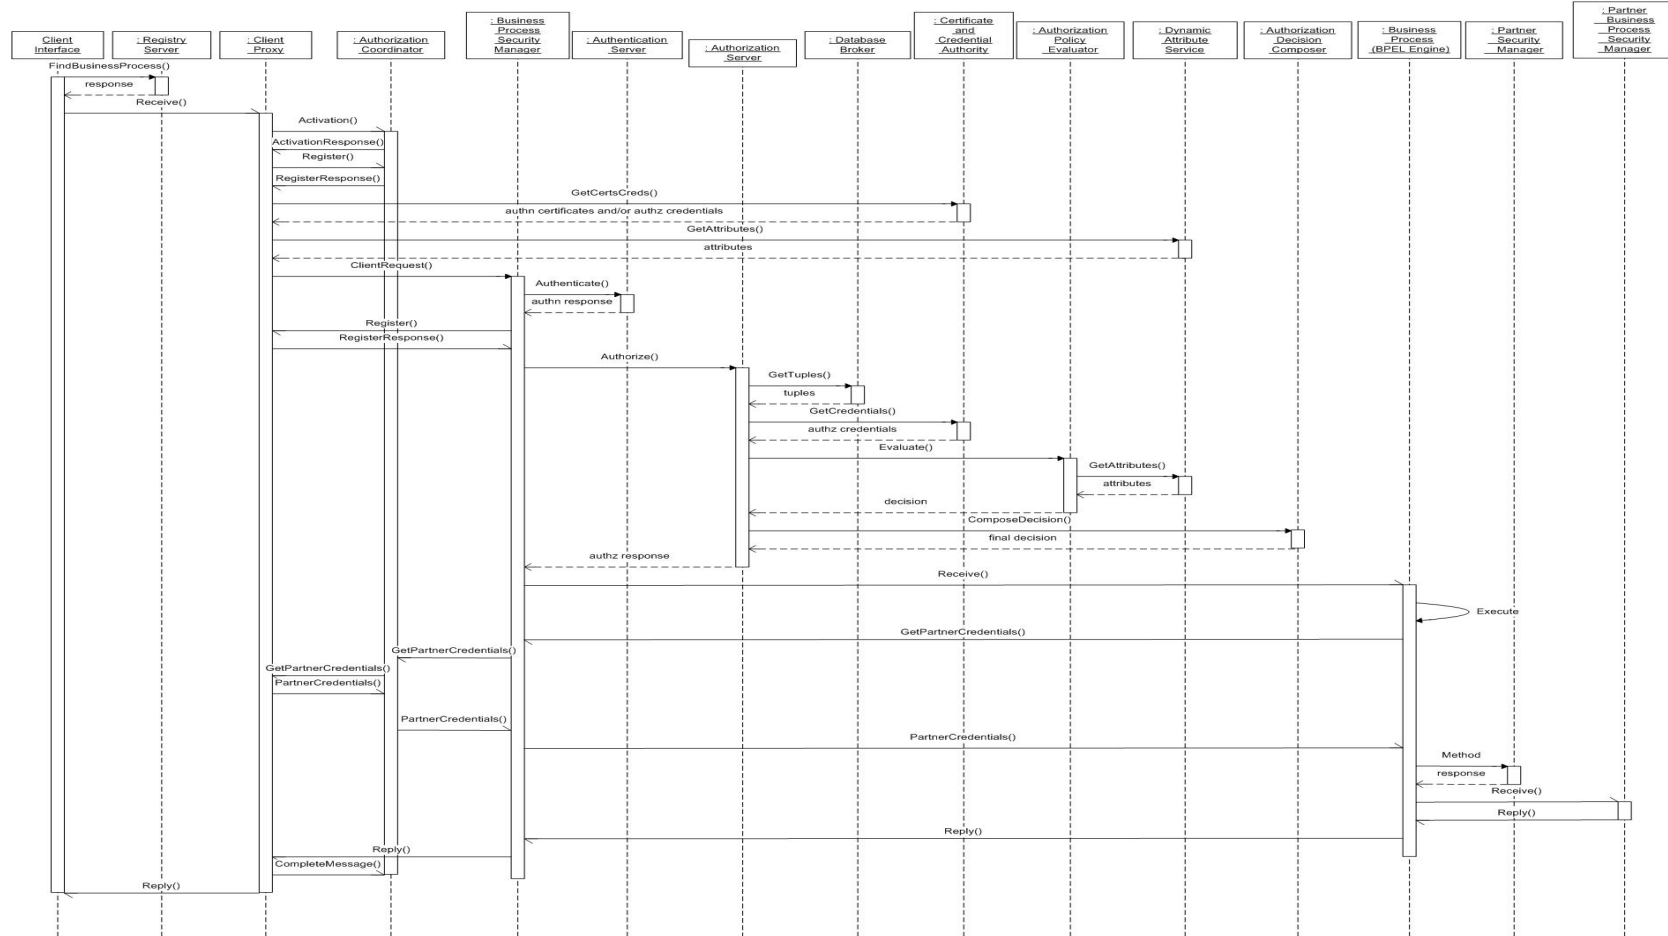 Client
Interface
: Registry
Server
: Client
Proxy
: Authorization
Coordinator
: Business
Process
Security
Manager
: Authentication
Server
: Authorization
Server
: Database
Broker
: Certificate
and
Credential
Authority
: Authorization
Policy
Evaluator
: Dynamic
Attribute
Service
: Authorization
Decision
Composer
: Business
Process
(BPEL Engine)
: Partner
Security
Manager
: Partner
Business
Process
Security
Manager
FindBusinessProcess()
response
Receive()
Activation()
ActivationResponse()
Register()
RegisterResponse()
GetCertsCreds()
authn certificates and/or authz credentials
GetAttributes()
attributes
ClientRequest()
Authenticate()
authn response
Register()
RegisterResponse()
Authorize()
GetTuples()
tuples
GetCredentials()
authz credentials
Evaluate()
GetAttributes()
attributes
decision
ComposeDecision()
final decision
authz response
Receive()
Execute
GetPartnerCredentials()
GetPartnerCredentials()
GetPartnerCredentials()
PartnerCredentials()
PartnerCredentials()
PartnerCredentials()
Method
response
Receive()
Reply()
Reply()
Reply()
CompleteMessage()
Reply()